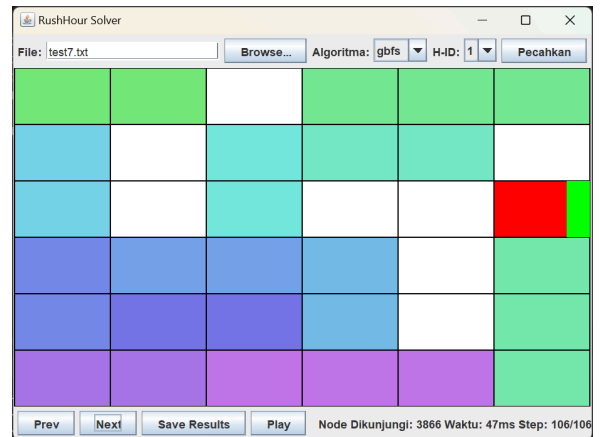 RushHour Solver
File: test7.txt Browse... Algoritma: gbfs H-ID: 1 Pecahkan
Prev Next Save Results Play Node Dikunjungi: 3866 Waktu: 47ms Step: 106/106